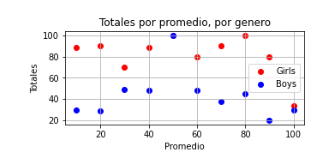 Totales por promedio, por genero
100
80
60
40
20
Totales
Girls
Boys
20 40 60 80 100
Promedio